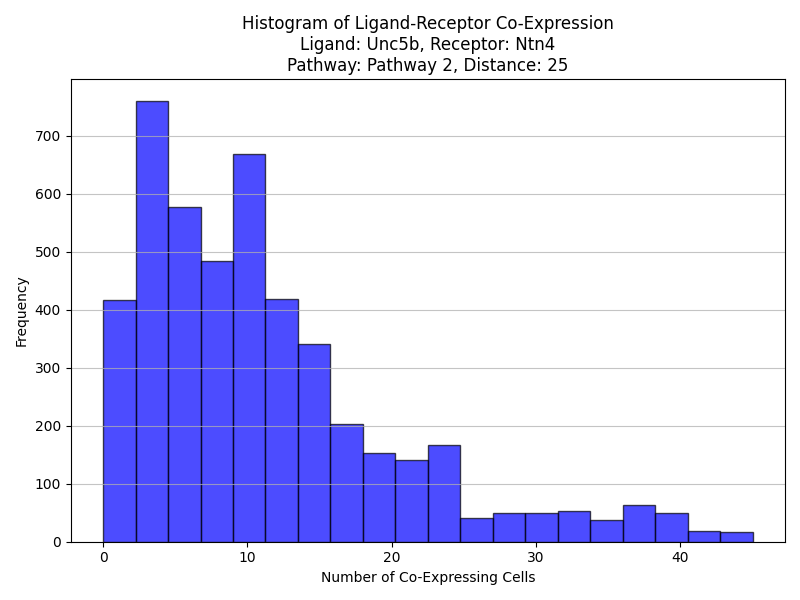 Histogram of Ligand-Receptor Co-Expression
Ligand: Unc5b, Receptor: Ntn4
Pathway: Pathway 2, Distance: 25
700
600
500
400
300
200
100
0
Frequency
0 10 20 30 40
Number of Co-Expressing Cells